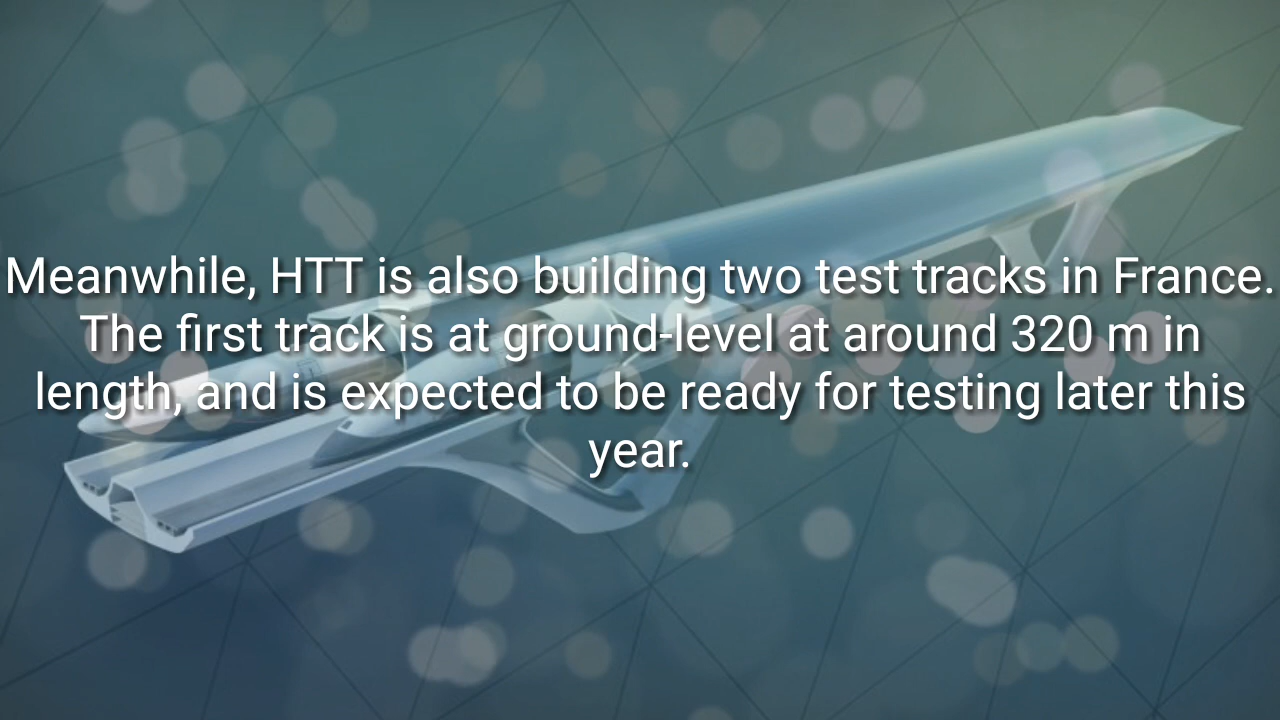 Meanwhile, HTT is also building two test tracks in France.
The first track is at ground-level at around 320 m in
length, and is expected to be ready for testing later this
year.